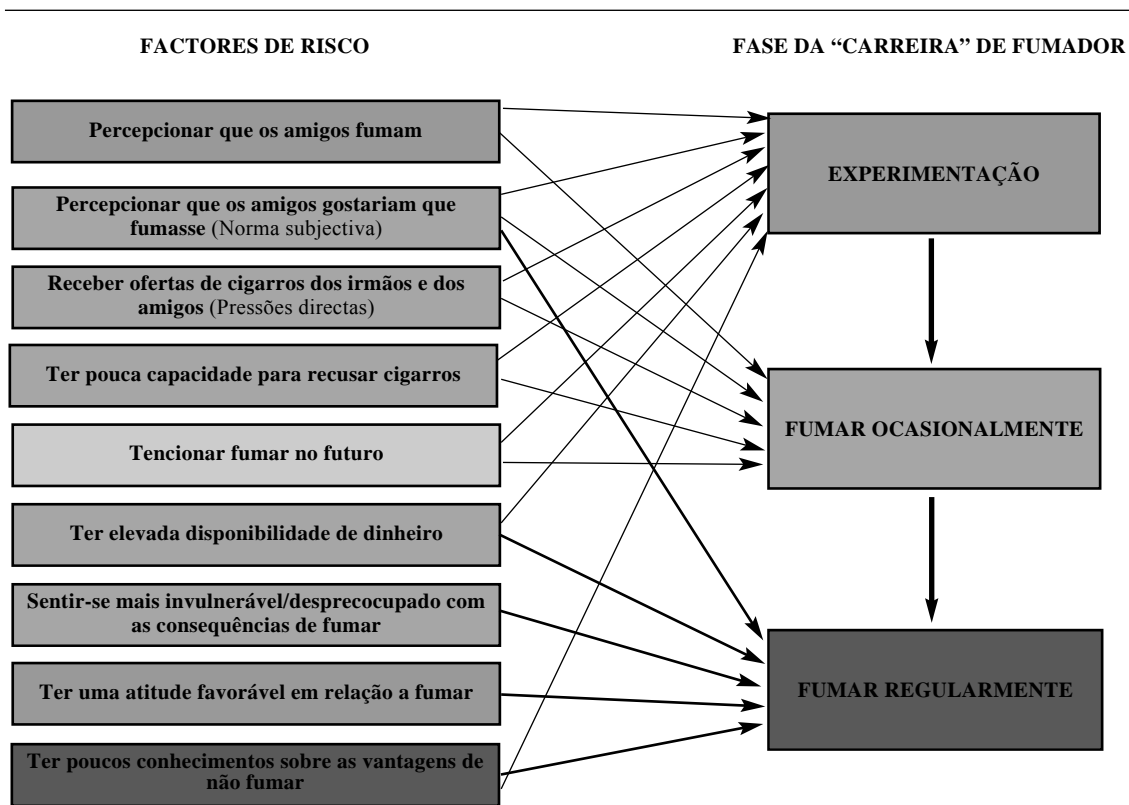 FACTORES DE RISCO
FASE DA “CARREIRA” DE FUMADOR
Percepcionar que os amigos fumam
Percepcionar que os amigos gostariam que
fumasse (Norma subjectiva)
Receber ofertas de cigarros dos irmãos e dos
amigos (Pressões directas)
Ter pouca capacidade para recusar cigarros
Tencionar fumar no futuro
Ter elevada disponibilidade de dinheiro
Sentir-se mais invulnerável/desprecocupado com
as consequências de fumar
Ter uma atitude favorável em relação a fumar
Ter poucos conhecimentos sobre as vantagens de
não fumar
EXPERIMENTAÇÃO
FUMAR OCASIONALMENTE
FUMAR REGULARMENTE